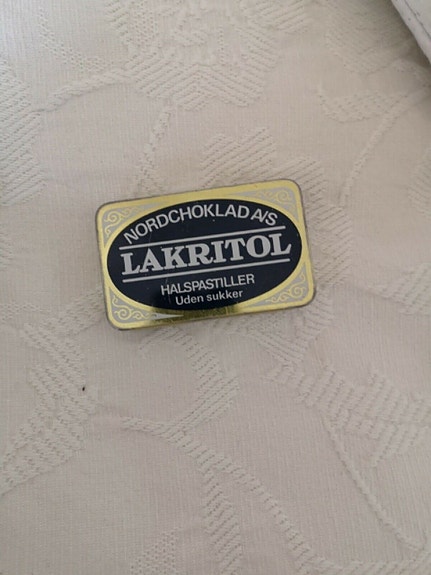 NORDCHOKLAD A/S
LAKRITOL
HALSPASTILLER
Uden sukker